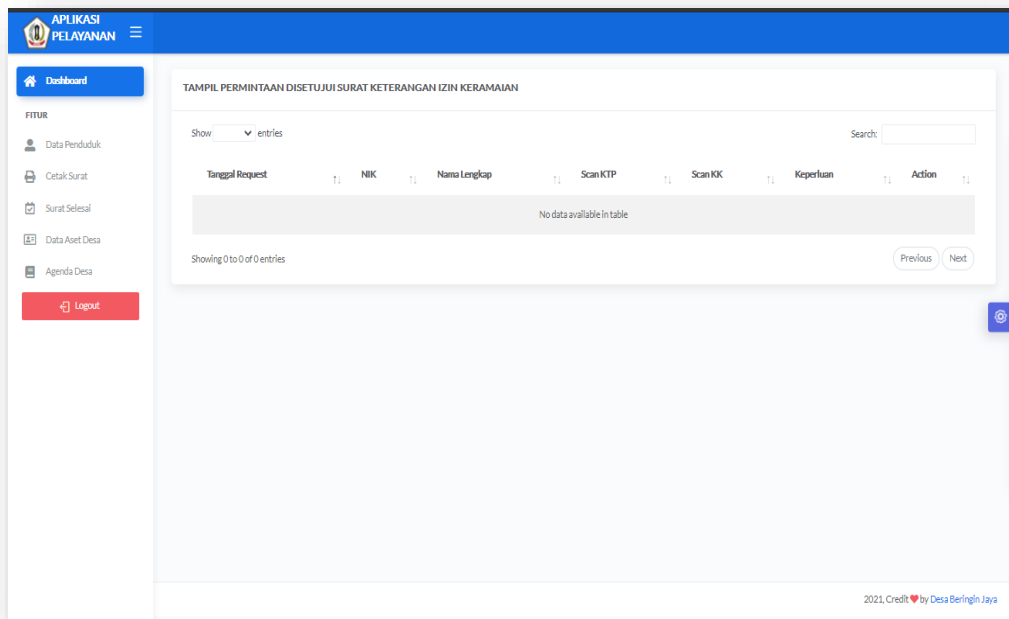 APLIKASI
PELAYANAN
Dashboard
FITUR
Data Penduduk
Cetak Surat
Surat Selesai
Data Aset Desa
Agenda Desa
Logout
TAMPIL PERMINTAAN DISETUJUI SURAT KETERANGAN IZIN KERAMAIAN
Show entries Search:
Tanggal Request NIK Nama Lengkap Scan KTP Scan KK Keperluan Action
No data available in table
Showing 0 to 0 of 0 entries Previous Next
2021, Credit by Desa Beringin Jaya